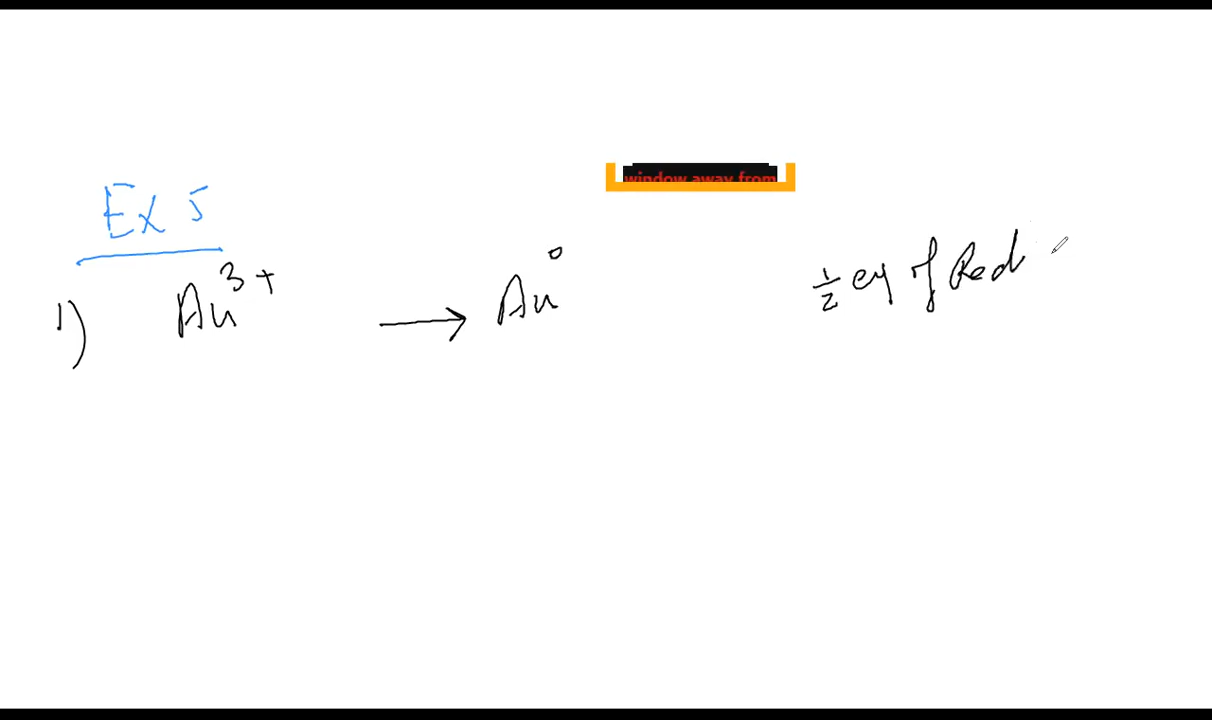 window away from
Ex 5
1) Au³⁺ → Au⁰ ½ eq of Red